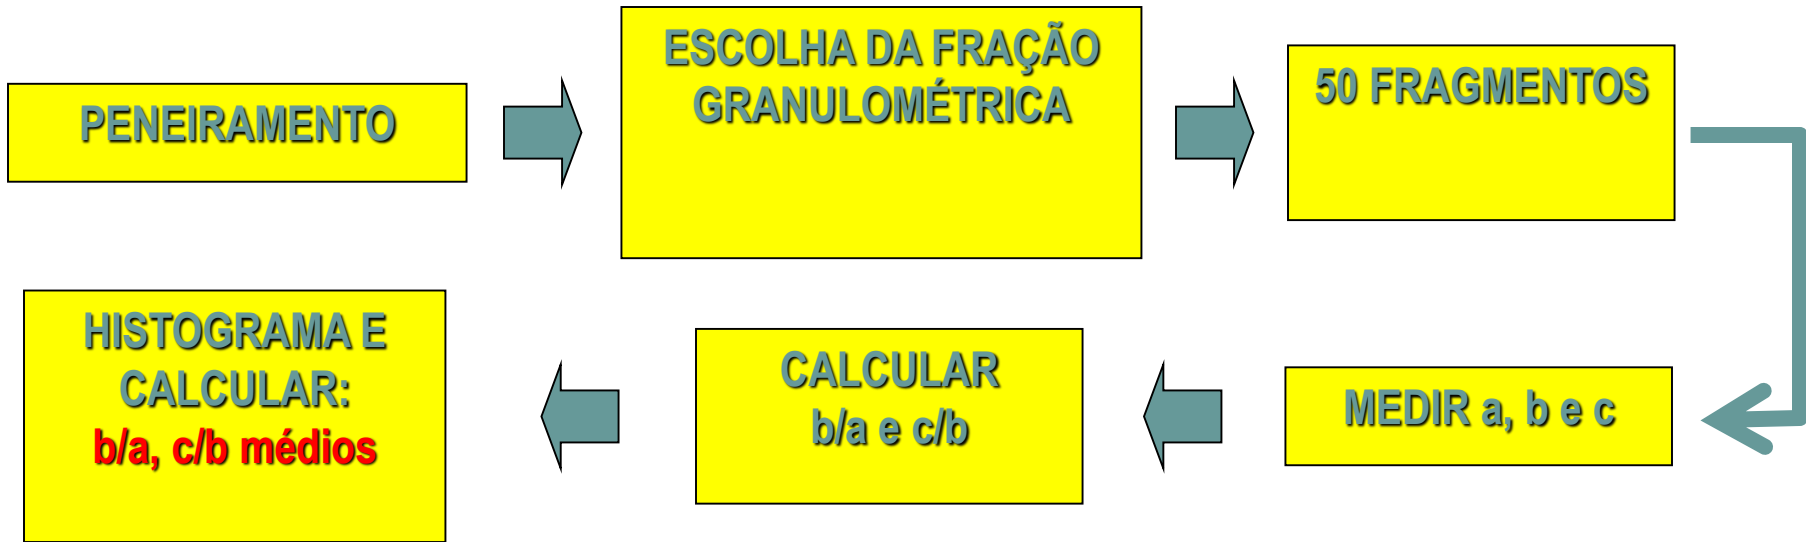 PENEIRAMENTO
ESCOLHA DA FRAÇÃO
GRANULOMÉTRICA
50 FRAGMENTOS
MEDIR a, b e c
CALCULAR
b/a e c/b
HISTOGRAMA E
CALCULAR:
b/a, c/b médios